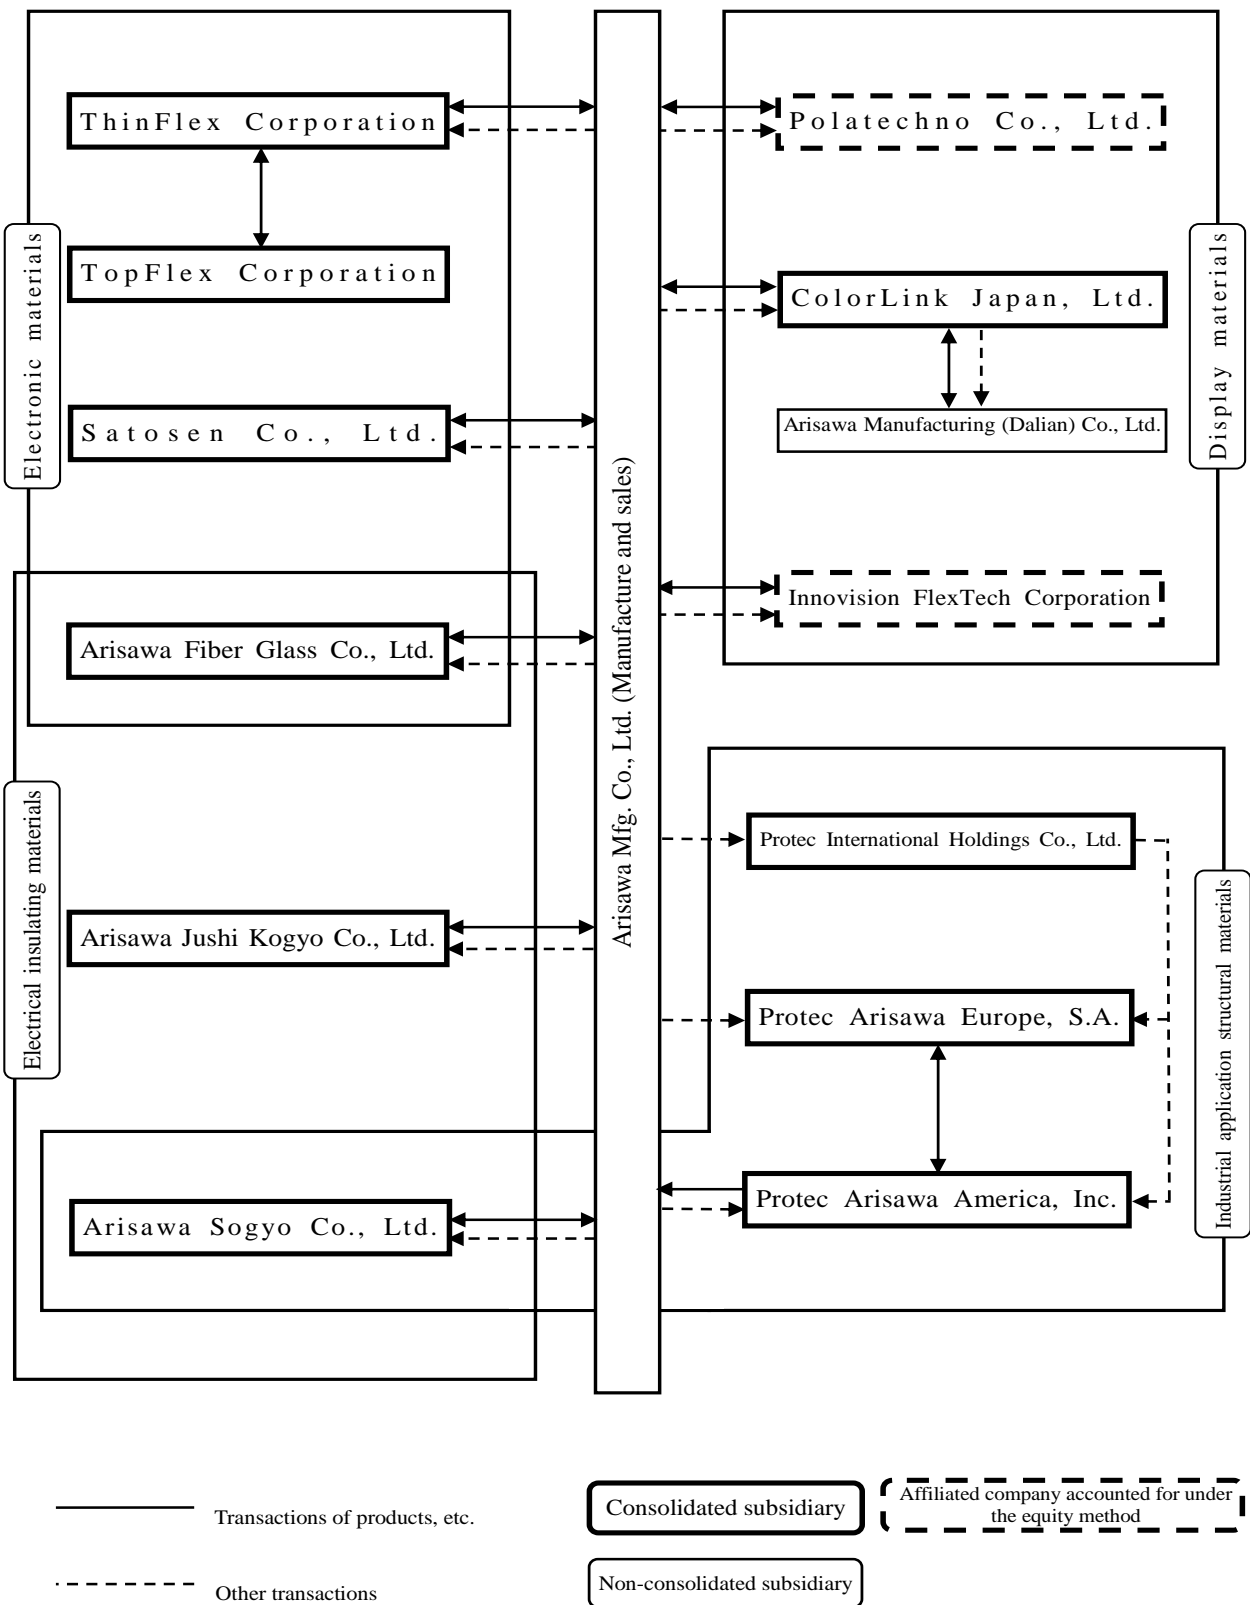 Electronic materials
ThinFlex Corporation
TopFlex Corporation
Satosen Co., Ltd.
Electrical insulating materials
Arisawa Fiber Glass Co., Ltd.
Arisawa Jushi Kogyo Co., Ltd.
Arisawa Sogyo Co., Ltd.
Arisawa Mfg. Co., Ltd. (Manufacture and sales)
Display materials
Polatechno Co., Ltd.
ColorLink Japan, Ltd.
Arisawa Manufacturing (Dalian) Co., Ltd.
Innovision FlexTech Corporation
Industrial application structural materials
Protec International Holdings Co., Ltd.
Protec Arisawa Europe, S.A.
Protec Arisawa America, Inc.
Transactions of products, etc.
Other transactions
Consolidated subsidiary
Affiliated company accounted for under
the equity method
Non-consolidated subsidiary